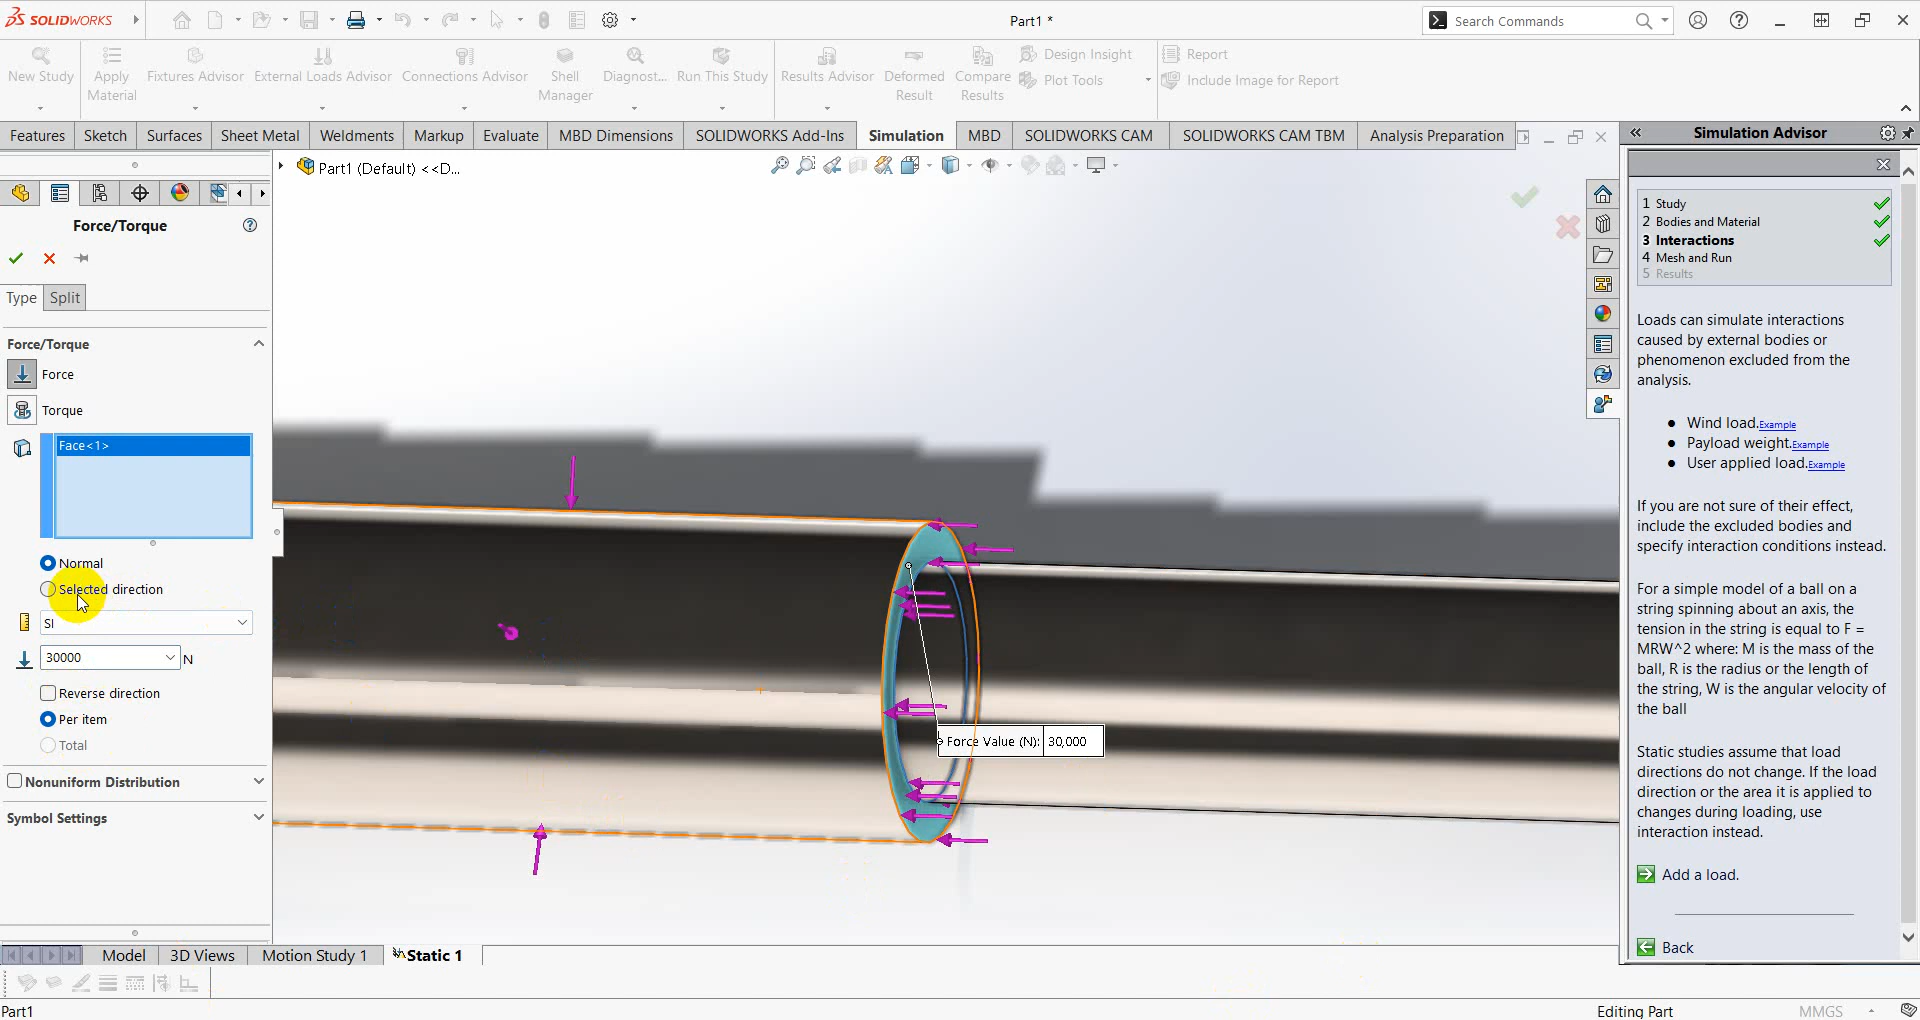 SOLIDWORKS
Part1 *
Search Commands
New Study
Apply
Material
Fixtures Advisor
External Loads Advisor
Connections Advisor
Shell
Manager
Diagnost...
Run This Study
Results Advisor
Deformed
Result
Compare
Results
Design Insight
Plot Tools
Report
Include Image for Report
Features
Sketch
Surfaces
Sheet Metal
Weldments
Markup
Evaluate
MBD Dimensions
SOLIDWORKS Add-Ins
Simulation
MBD
SOLIDWORKS CAM
SOLIDWORKS CAM TBM
Analysis Preparation
Simulation Advisor
Part1 (Default) <<D...
Force/Torque
Type
Split
Force/Torque
Force
Torque
Face<1>
Normal
Selected direction
SI
30000
N
Reverse direction
Per item
Total
Nonuniform Distribution
Symbol Settings
Force Value (N): 30,000
1 Study
2 Bodies and Material
3 Interactions
4 Mesh and Run
5 Results
Loads can simulate interactions
caused by external bodies or
phenomenon excluded from the
analysis.
Wind load.Example
Payload weight.Example
User applied load.Example
If you are not sure of their effect,
include the excluded bodies and
specify interaction conditions instead.
For a simple model of a ball on a
string spinning about an axis, the
tension in the string is equal to F =
MRW^2 where: M is the mass of the
ball, R is the radius or the length of
the string, W is the angular velocity of
the ball
Static studies assume that load
directions do not change. If the load
direction or the area it is applied to
changes during loading, use
interaction instead.
Add a load.
Back
Model
3D Views
Motion Study 1
Static 1
Part1
Editing Part
MMGS